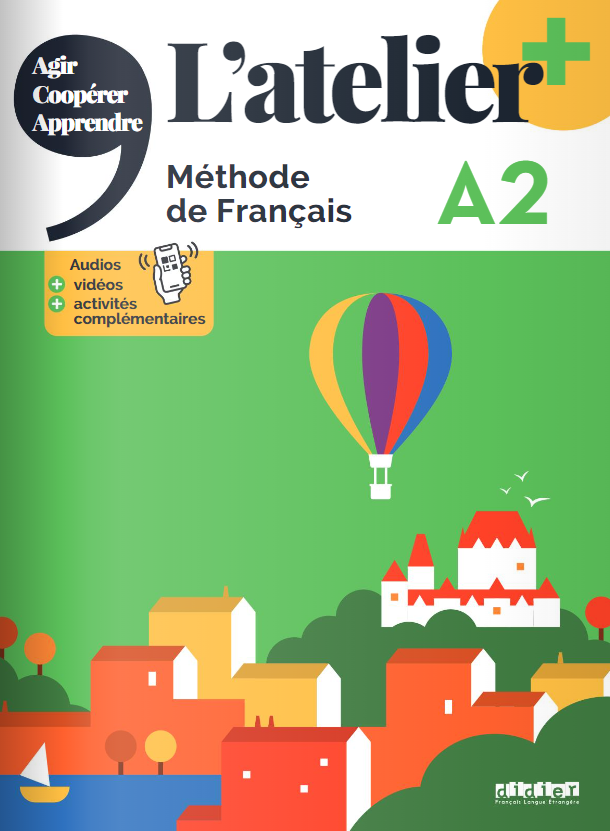 Agir
Coopérer
Apprendre
L'atelier+
Méthode
de Français
A2
Audios
+ vidéos
+ activités
complémentaires
didier
Français Langue Étrangère